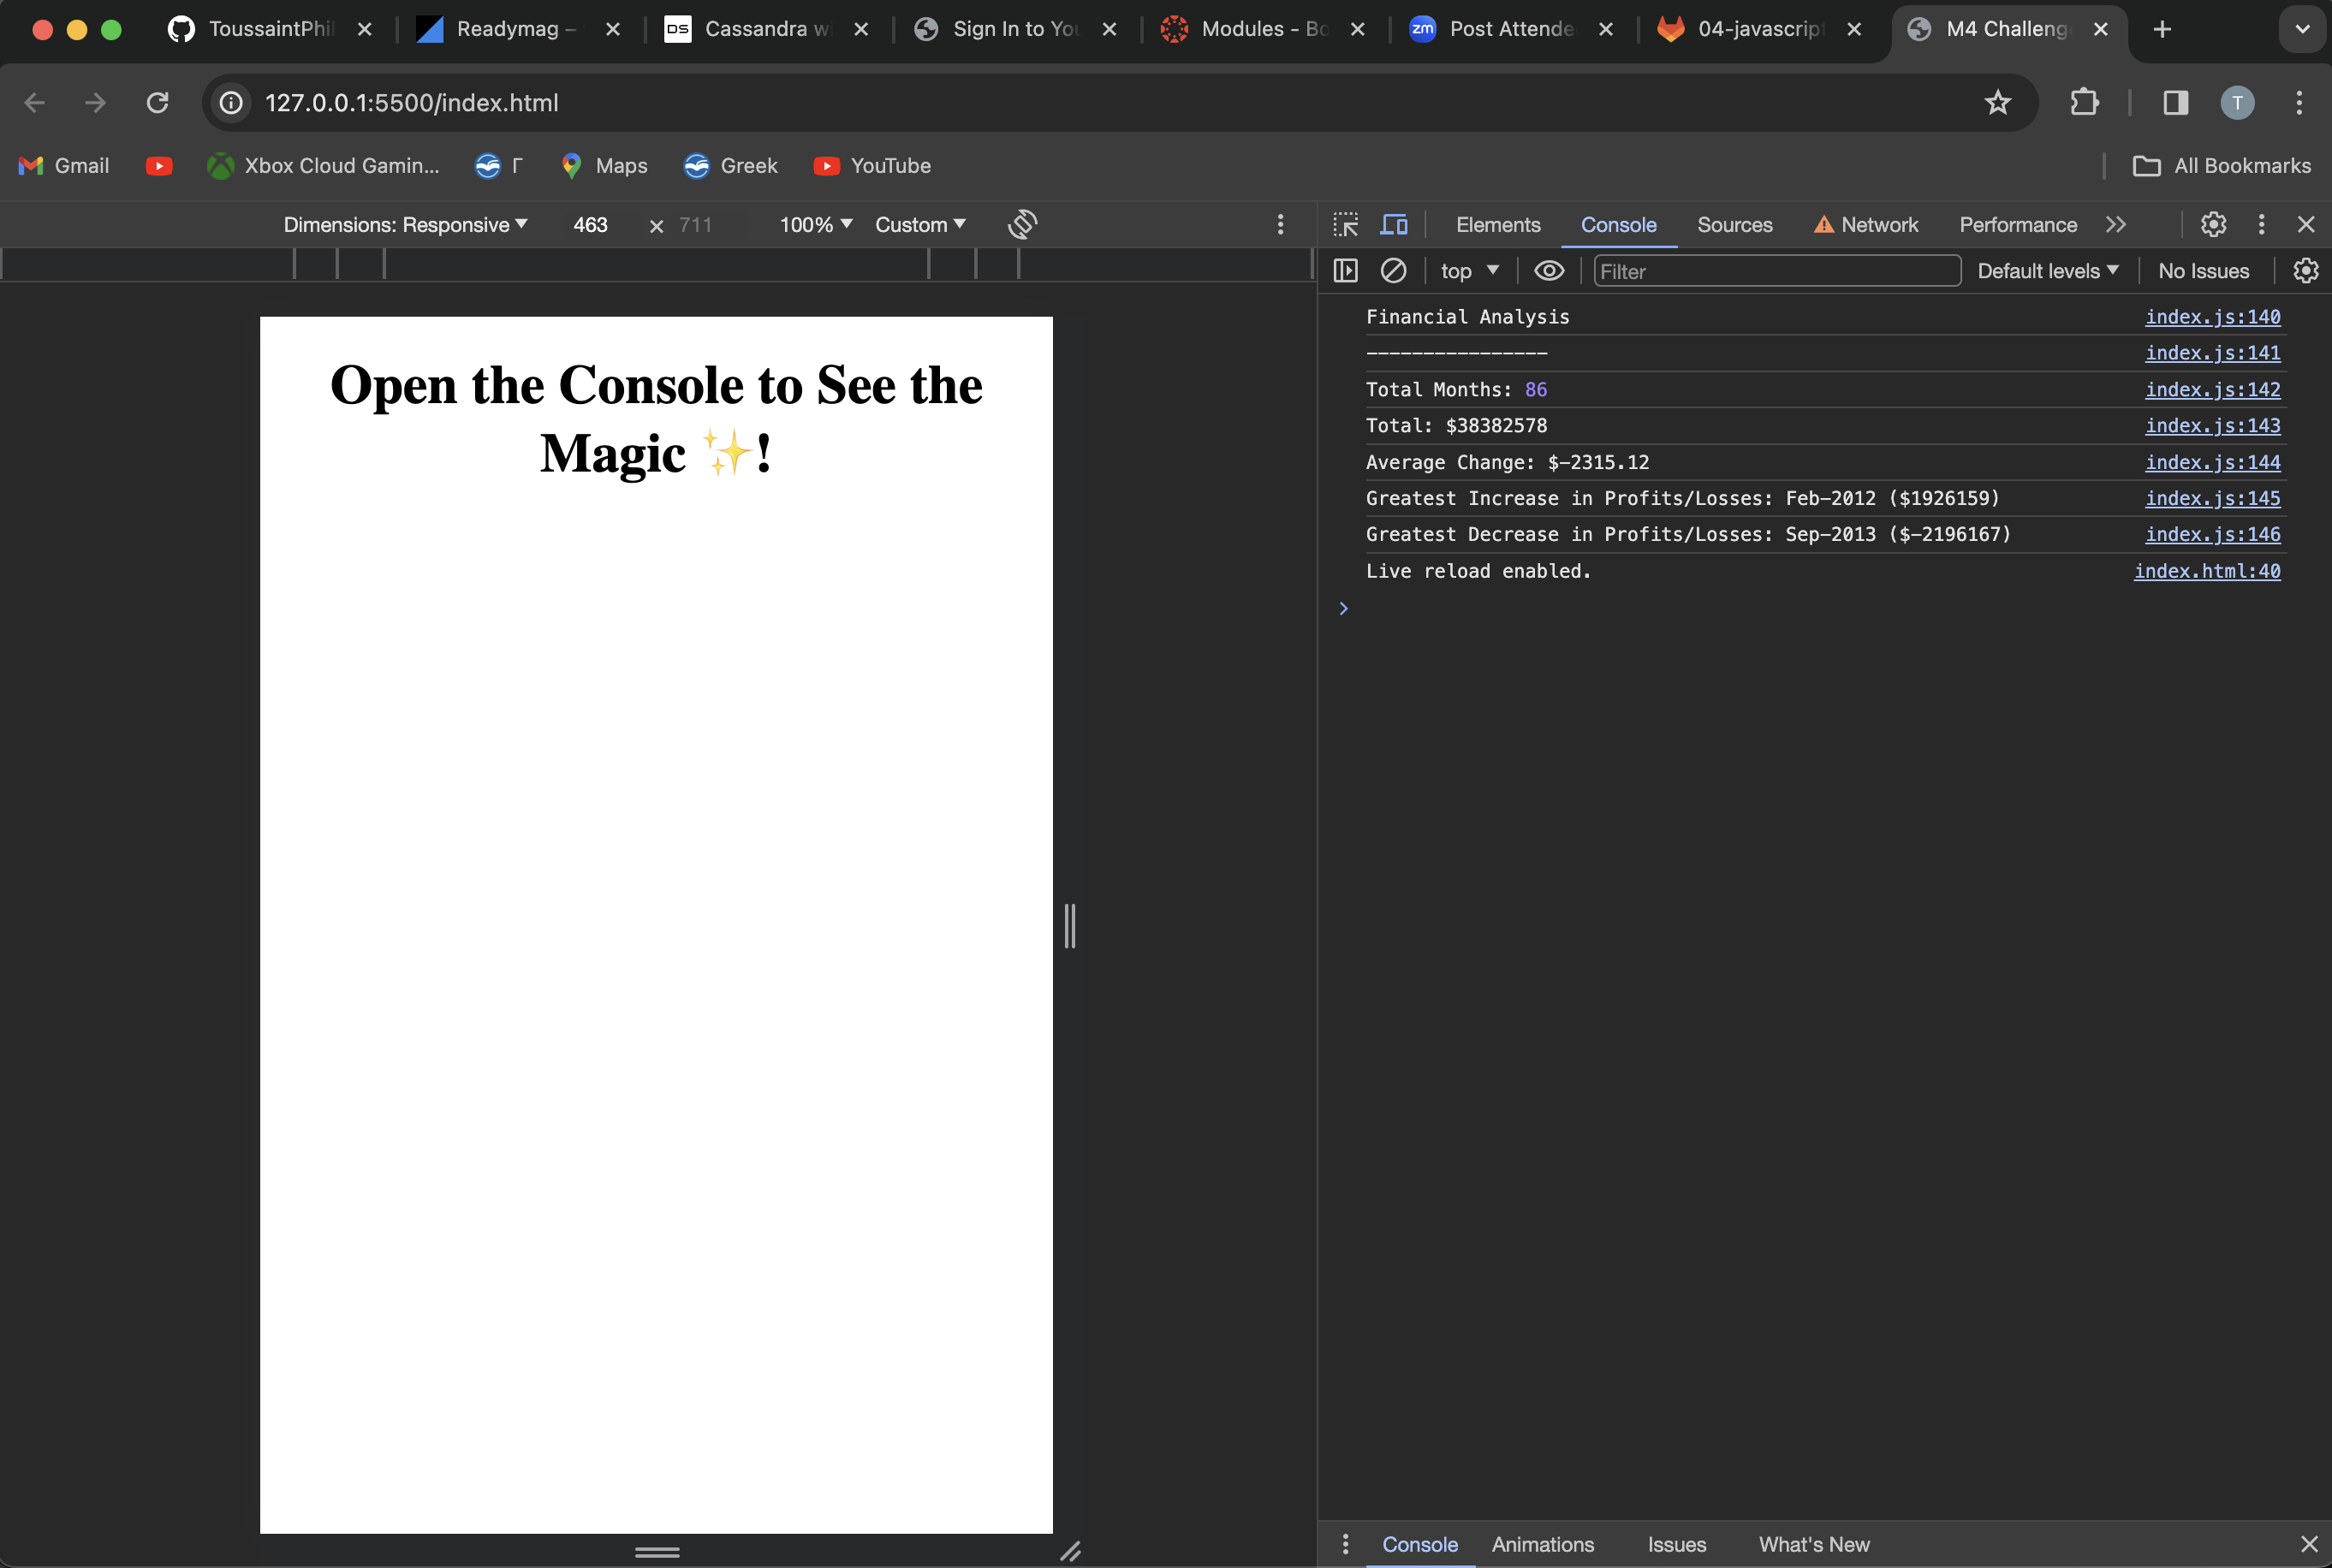 ToussaintPhi
Readymag –
Cassandra w
Sign In to Yo
Modules - Bo
zm
Post Attende
04-javascrip
M4 Challeng
DS
127.0.0.1:5500/index.html
T
Gmail
Xbox Cloud Gamin...
Γ
Maps
Greek
YouTube
All Bookmarks
Dimensions: Responsive 463 × 711 100% Custom
Elements Console Sources Network Performance
top Filter Default levels No Issues
Open the Console to See the
Magic ✨!
Financial Analysis index.js:140
---------------- index.js:141
Total Months: 86 index.js:142
Total: $38382578 index.js:143
Average Change: $-2315.12 index.js:144
Greatest Increase in Profits/Losses: Feb-2012 ($1926159) index.js:145
Greatest Decrease in Profits/Losses: Sep-2013 ($-2196167) index.js:146
Live reload enabled. index.html:40
Console Animations Issues What's New